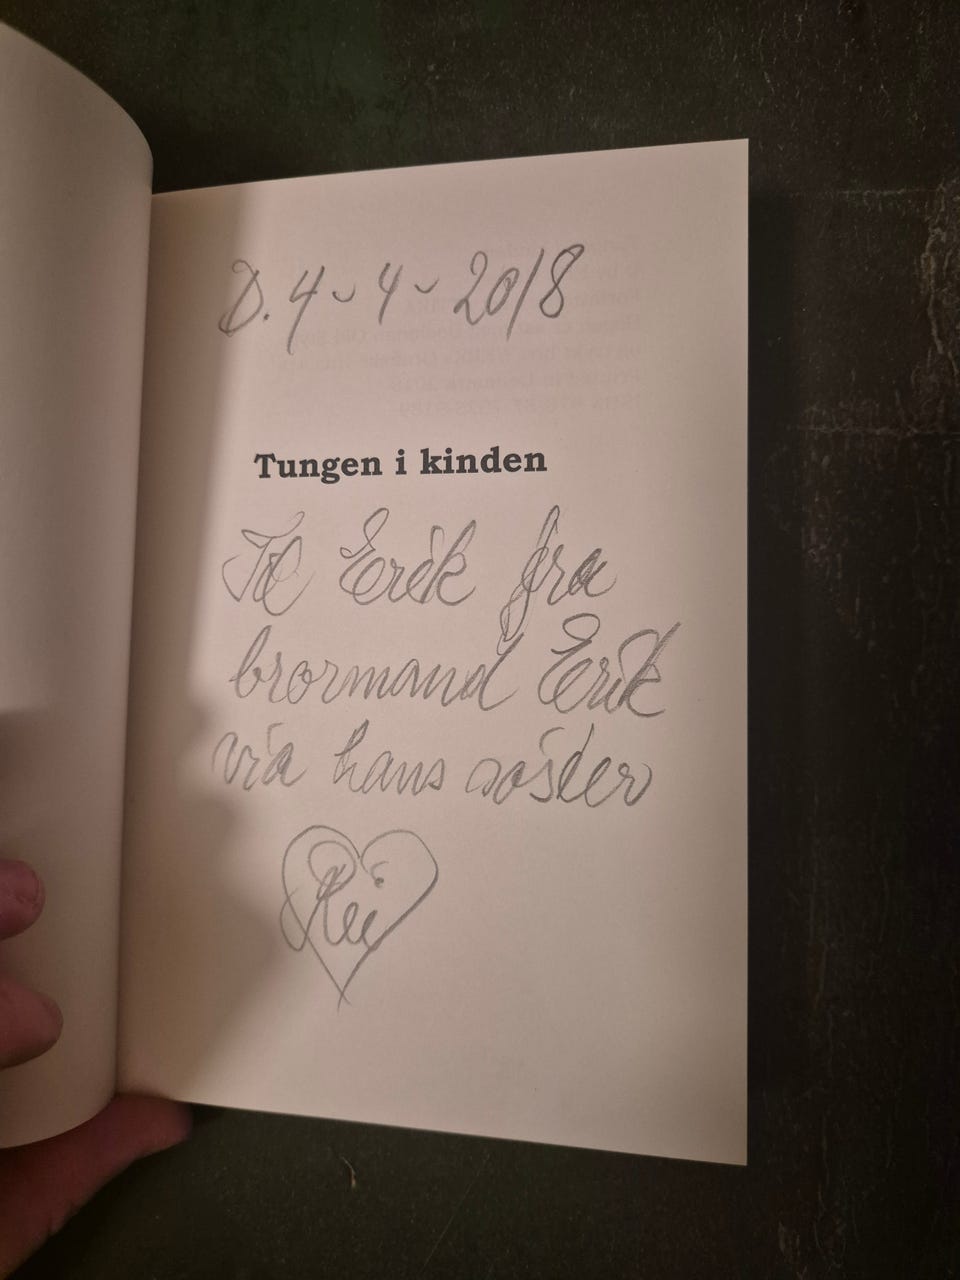 D. 4-4-2018
Tungen i kinden
Til Erik fra
brormand Erik
via hans søster